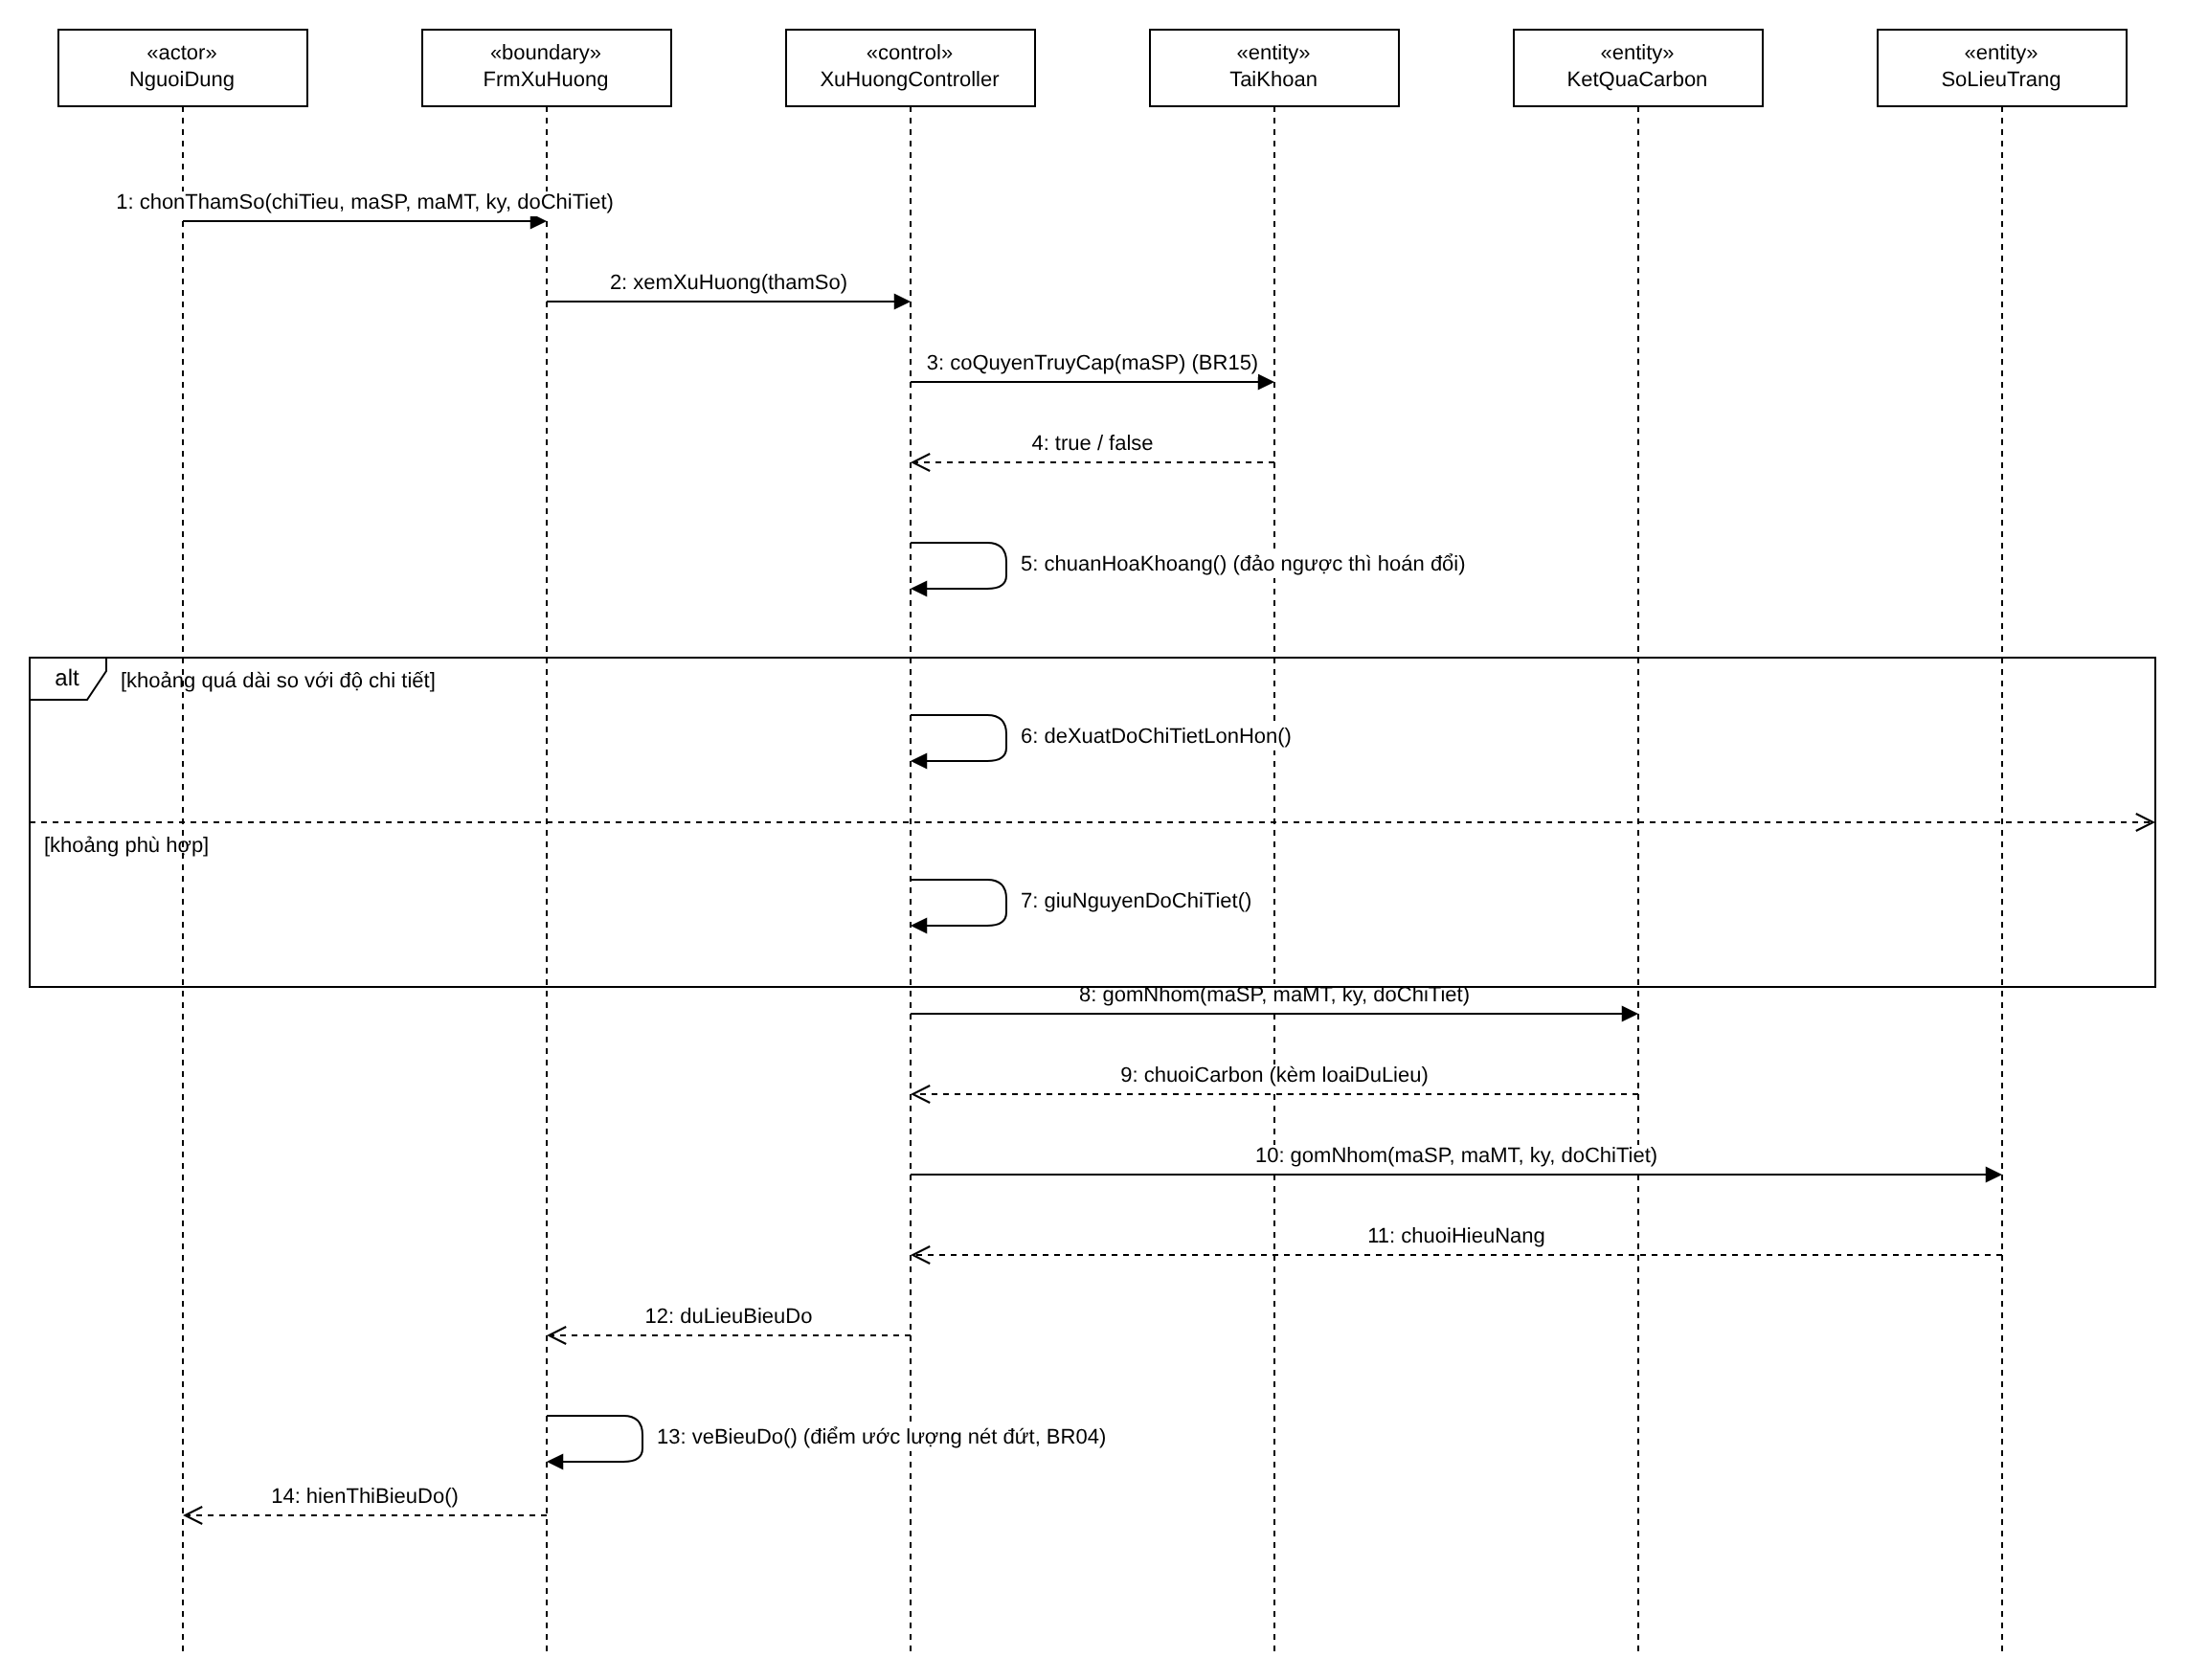 «actor»
NguoiDung
«boundary»
FrmXuHuong
«control»
XuHuongController
«entity»
TaiKhoan
«entity»
KetQuaCarbon
«entity»
SoLieuTrang
1: chonThamSo(chiTieu, maSP, maMT, ky, doChiTiet)
2: xemXuHuong(thamSo)
3: coQuyenTruyCap(maSP) (BR15)
4: true / false
5: chuanHoaKhoang() (đảo ngược thì hoán đổi)
alt
[khoảng quá dài so với độ chi tiết]
6: deXuatDoChiTietLonHon()
[khoảng phù hợp]
7: giuNguyenDoChiTiet()
8: gomNhom(maSP, maMT, ky, doChiTiet)
9: chuoiCarbon (kèm loaiDuLieu)
10: gomNhom(maSP, maMT, ky, doChiTiet)
11: chuoiHieuNang
12: duLieuBieuDo
13: veBieuDo() (điểm ước lượng nét đứt, BR04)
14: hienThiBieuDo()